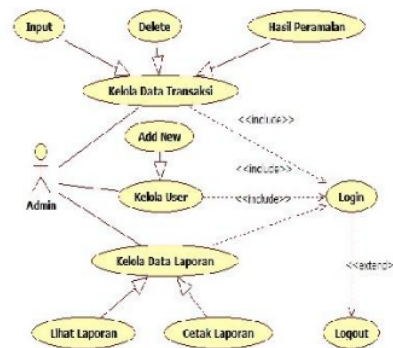 Input
Delete
Hasil Peramalan
Kelola Data Transaksi
<<include>>
Add New
<<include>>
Admin
Kelola User
<<include>>
Login
Kelola Data Laporan
<<extend>>
Lihat Laporan
Cetak Laporan
Logout